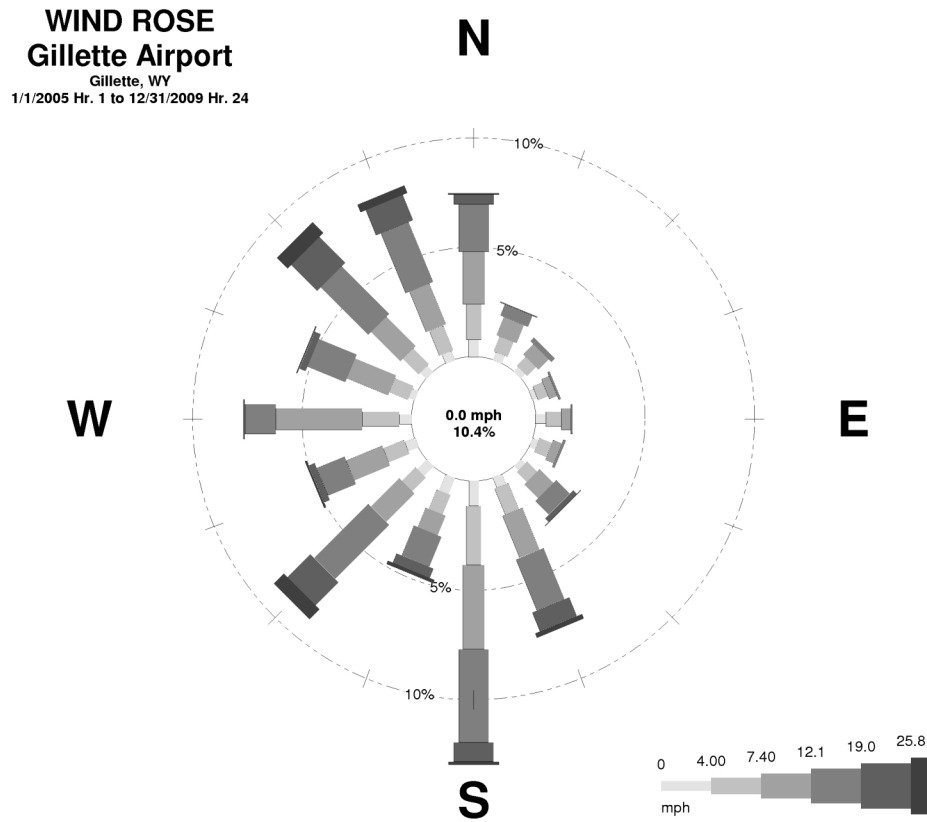 WIND ROSE
Gillette Airport
Gillette, WY
1/1/2005 Hr. 1 to 12/31/2009 Hr. 24
N
10%
5%
W
0.0 mph
10.4%
E
5%
10%
S
0 4.00 7.40 12.1 19.0 25.8
mph